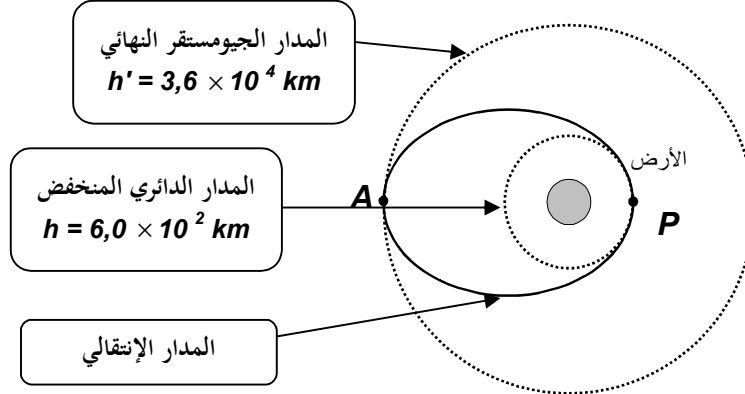 المدار الجيومستقر النهائي
h' = 3,6 × 10 ⁴ km
الأرض
المدار الدائري المنخفض
h = 6,0 × 10 ² km
A
P
المدار الإنتقالي